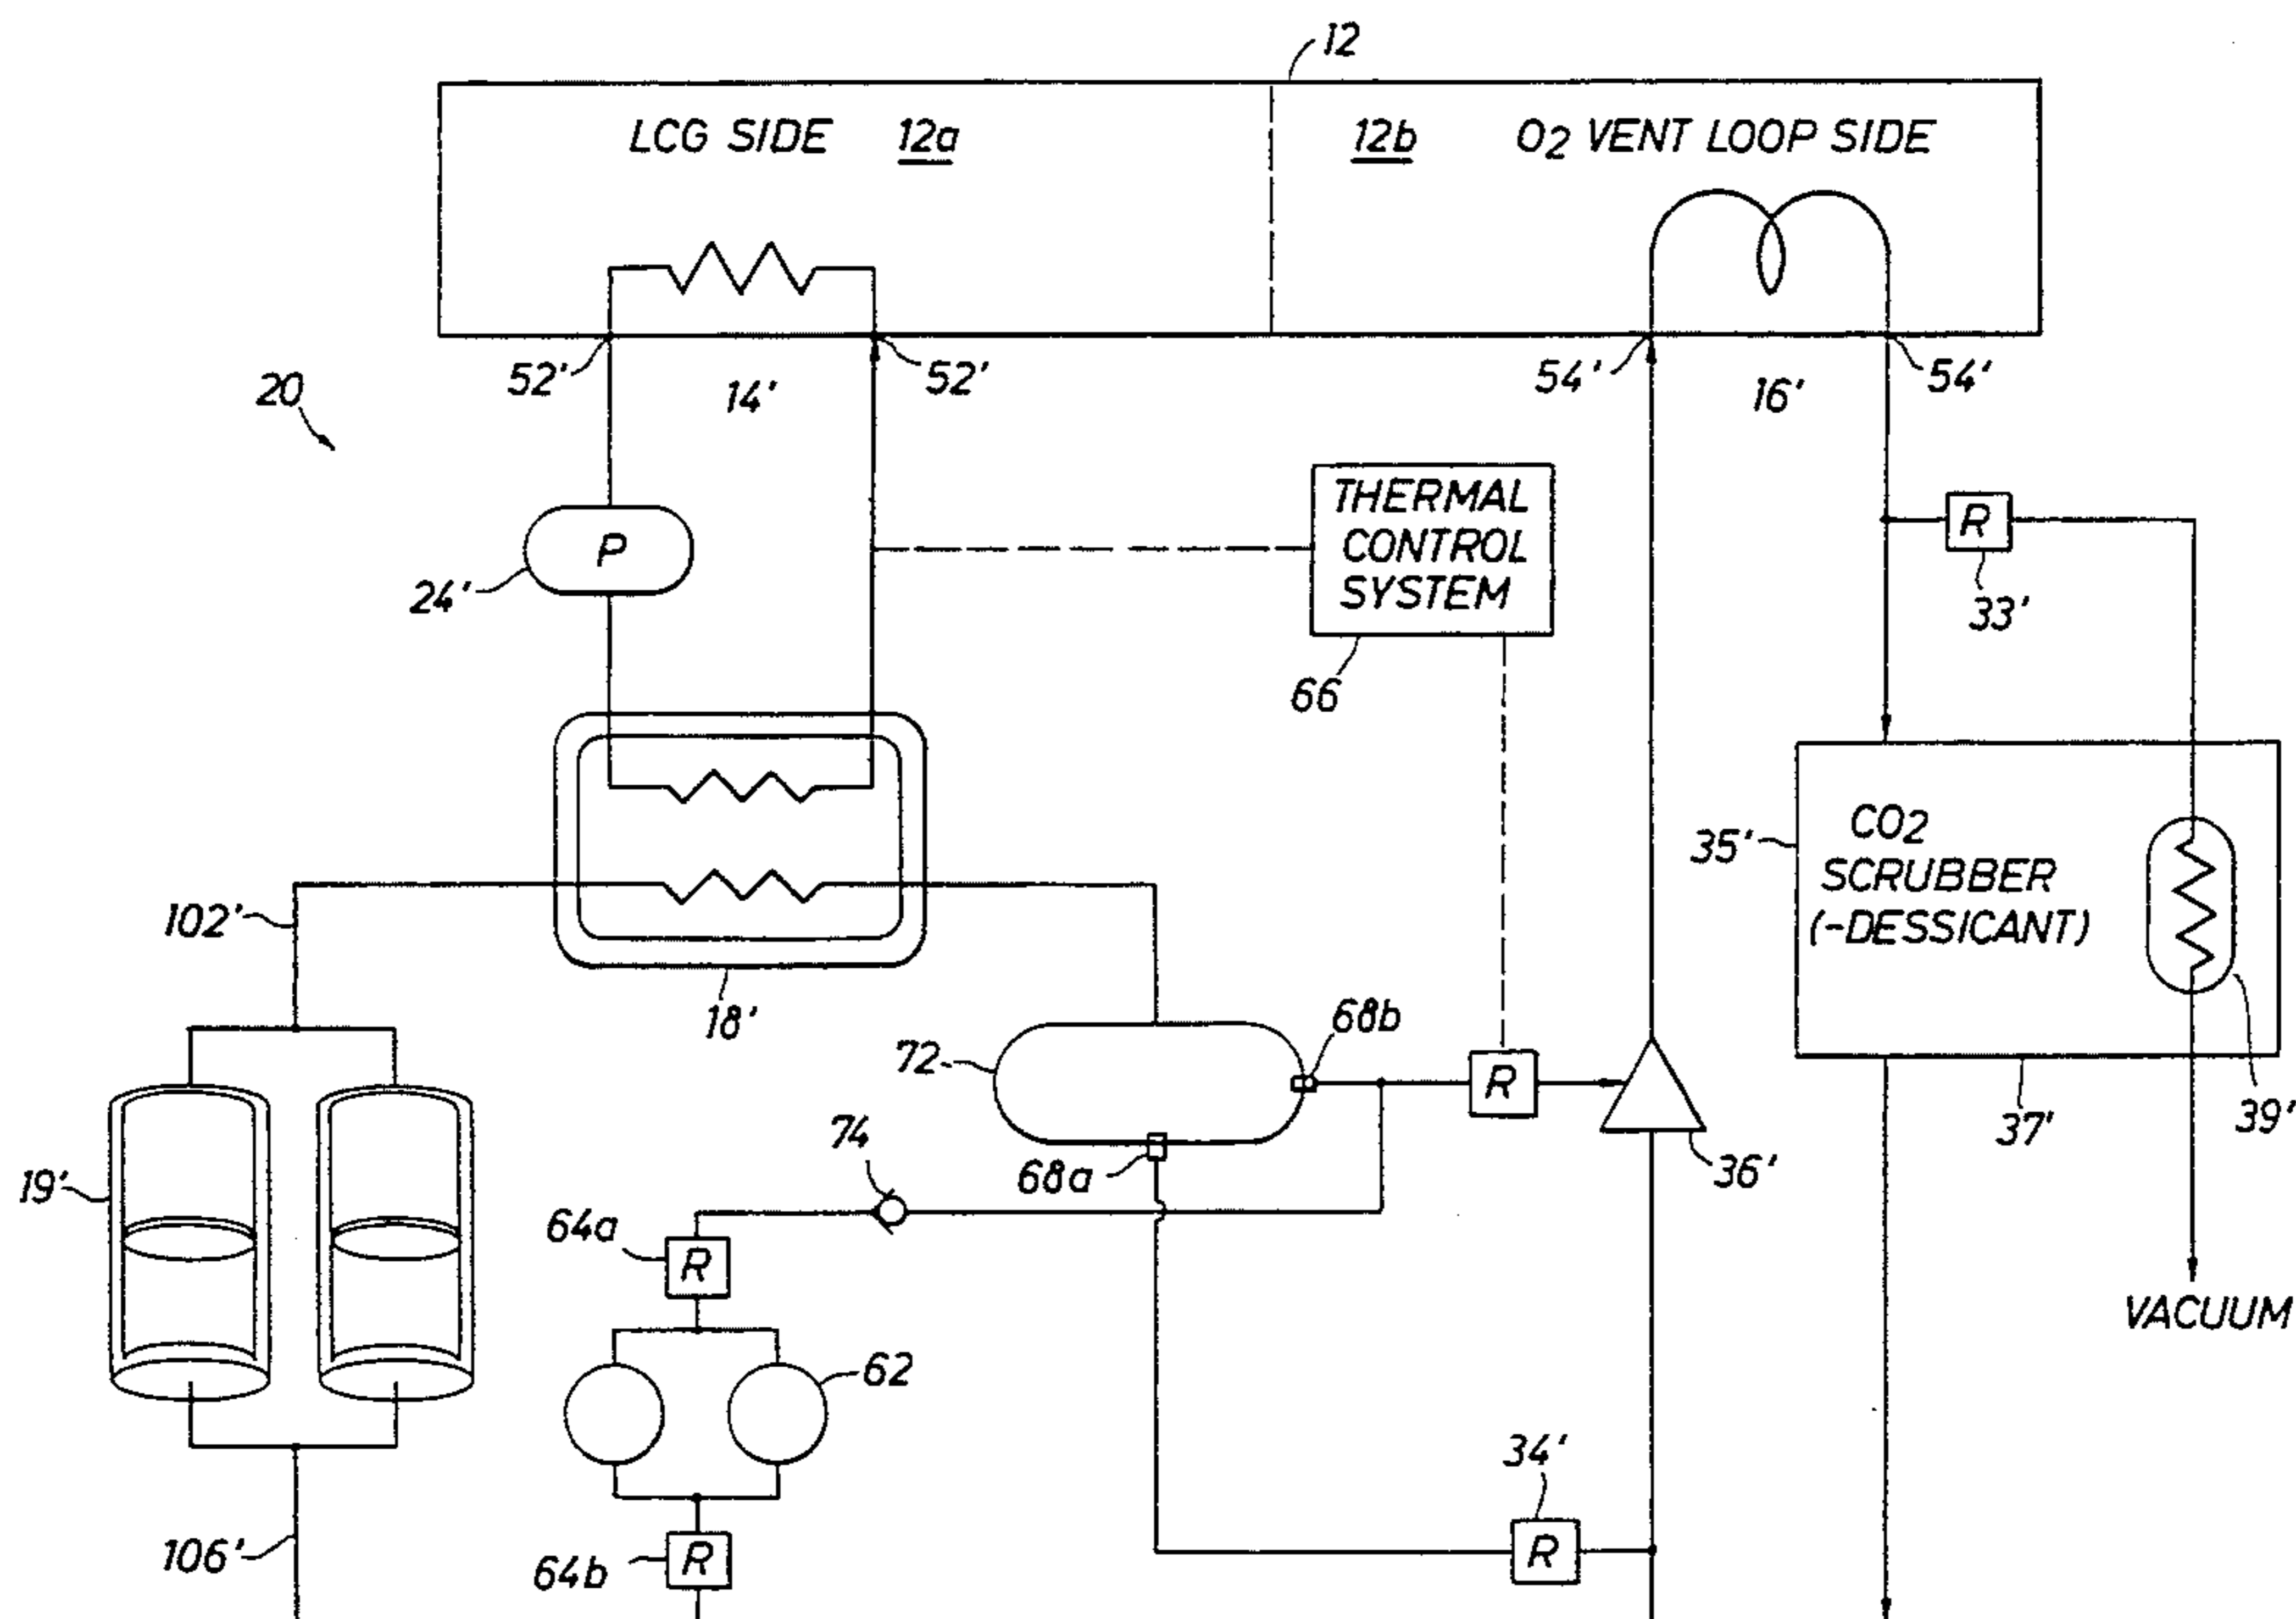 12
LCG SIDE 12a
12b O2 VENT LOOP SIDE
52' 14' 52'
54' 16' 54'
20
THERMAL
CONTROL
SYSTEM
R
33'
P
24'
66
CO2
SCRUBBER
(-DESSICANT)
35'
102'
18'
72
68b
R
37'
39'
74
68a
36'
19'
64a
R
VACUUM
62
34'
R
106'
64b
R